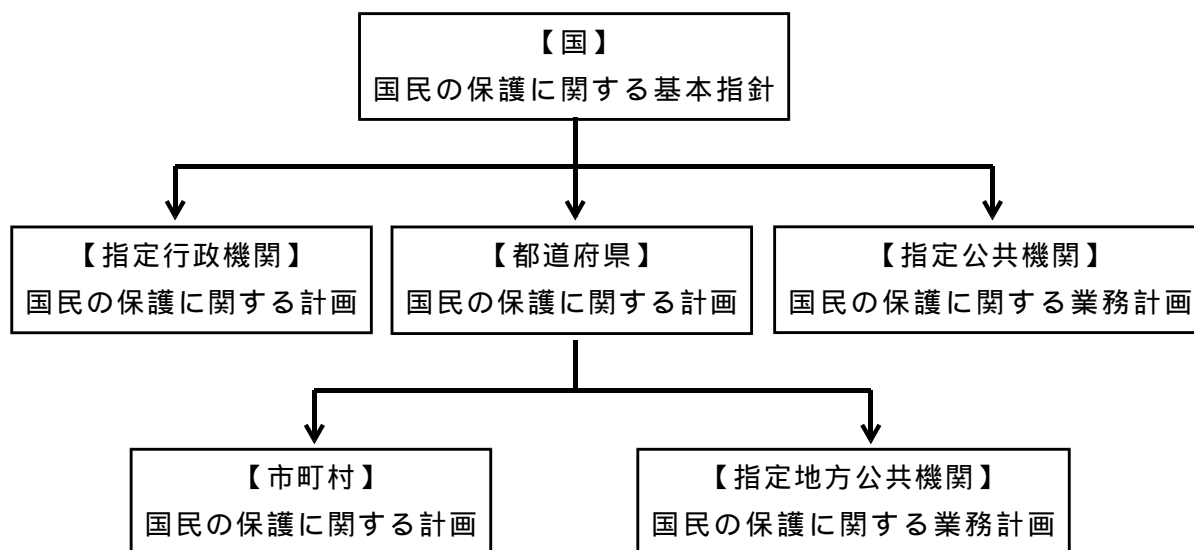 【国】
国民の保護に関する基本指針
【指定行政機関】
国民の保護に関する計画
【都道府県】
国民の保護に関する計画
【指定公共機関】
国民の保護に関する業務計画
【市町村】
国民の保護に関する計画
【指定地方公共機関】
国民の保護に関する業務計画